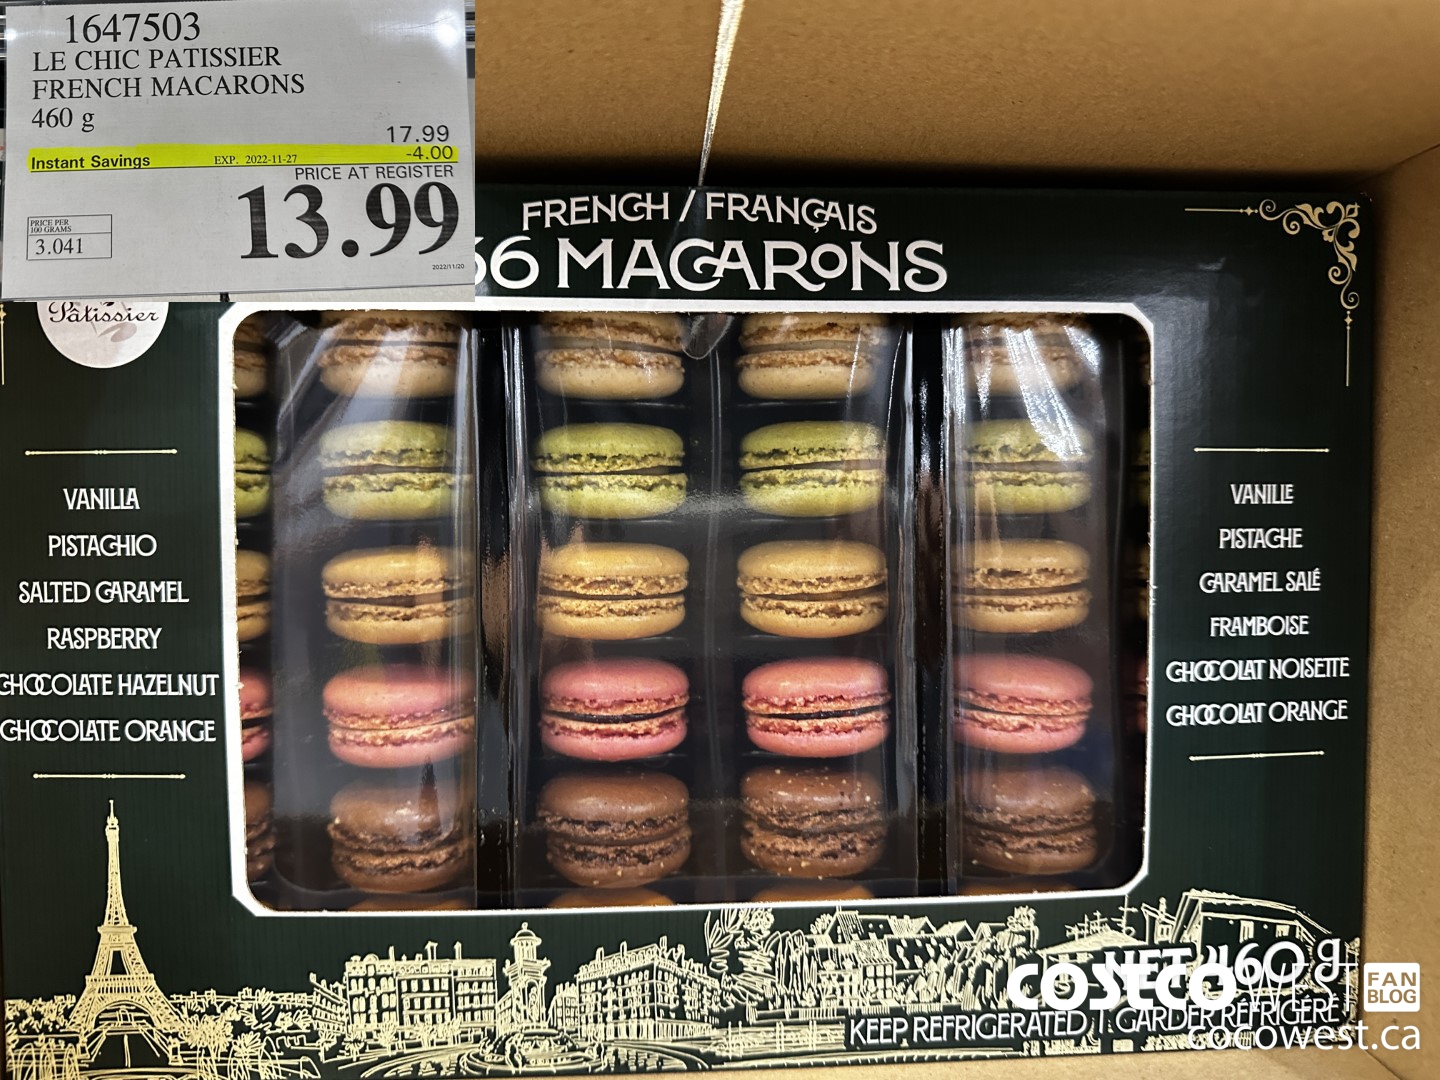 1647503
LE CHIC PATISSIER
FRENCH MACARONS
460 g
17.99
Instant Savings EXP. 2022-11-27 -4.00
PRICE AT REGISTER
13.99
PRICE PER
100 GRAMS
3.041
2022/11/20
FRENCH / FRANÇAIS
MACARONS
Pâtissier
VANILLA
PISTACHIO
SALTED CARAMEL
RASPBERRY
CHOCOLATE HAZELNUT
CHOCOLATE ORANGE
VANILLE
PISTACHE
CARAMEL SALÉ
FRAMBOISE
CHOCOLAT NOISETTE
CHOCOLAT ORANGE
NET 460 g
KEEP REFRIGERATED | GARDER RÉFRIGÉRÉ
COSTCO
FAN
BLOG
cocowest.ca